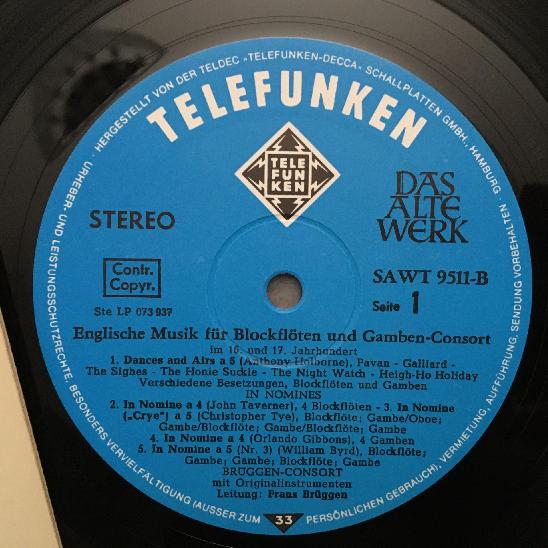 HERGESTELLT VON DER TELDEC »TELEFUNKEN-DECCA« SCHALLPLATTEN GMBH., HAMBURG · URHEBER- UND LEISTUNGSSCHUTZRECHTE, BESONDERS VERVIELFÄLTIGUNG (AUSSER ZUM PERSÖNLICHEN GEBRAUCH), VERMIETUNG, AUFFÜHRUNG, SENDUNG VORBEHALTEN
TELEFUNKEN
TELE
FUN
KEN
DAS
ALTE
WERK
STEREO
Contr.
Copyr.
SAWT 9511-B
Ste LP 073 937
Seite 1
Englische Musik für Blockflöten und Gamben-Consort
im 16. und 17. Jahrhundert
1. Dances and Airs a 5 (Anthony Holborne), Pavan - Galliard -
The Sighes - The Honie Suckle - The Night Watch - Heigh-Ho Holiday
Verschiedene Besetzungen, Blockflöten und Gamben
IN NOMINES
2. In Nomine a 4 (John Taverner), 4 Blockflöten - 3. In Nomine
(„Crye“) a 5 (Christopher Tye), Blockflöte; Gambe/Oboe;
Gambe/Blockflöte; Gambe/Blockflöte; Gambe
4. In Nomine a 4 (Orlando Gibbons), 4 Gamben
5. In Nomine a 5 (Nr. 3) (William Byrd), Blockflöte;
Gambe; Gambe; Blockflöte; Gambe
BRÜGGEN-CONSORT
mit Originalinstrumenten
Leitung: Frans Brüggen
33